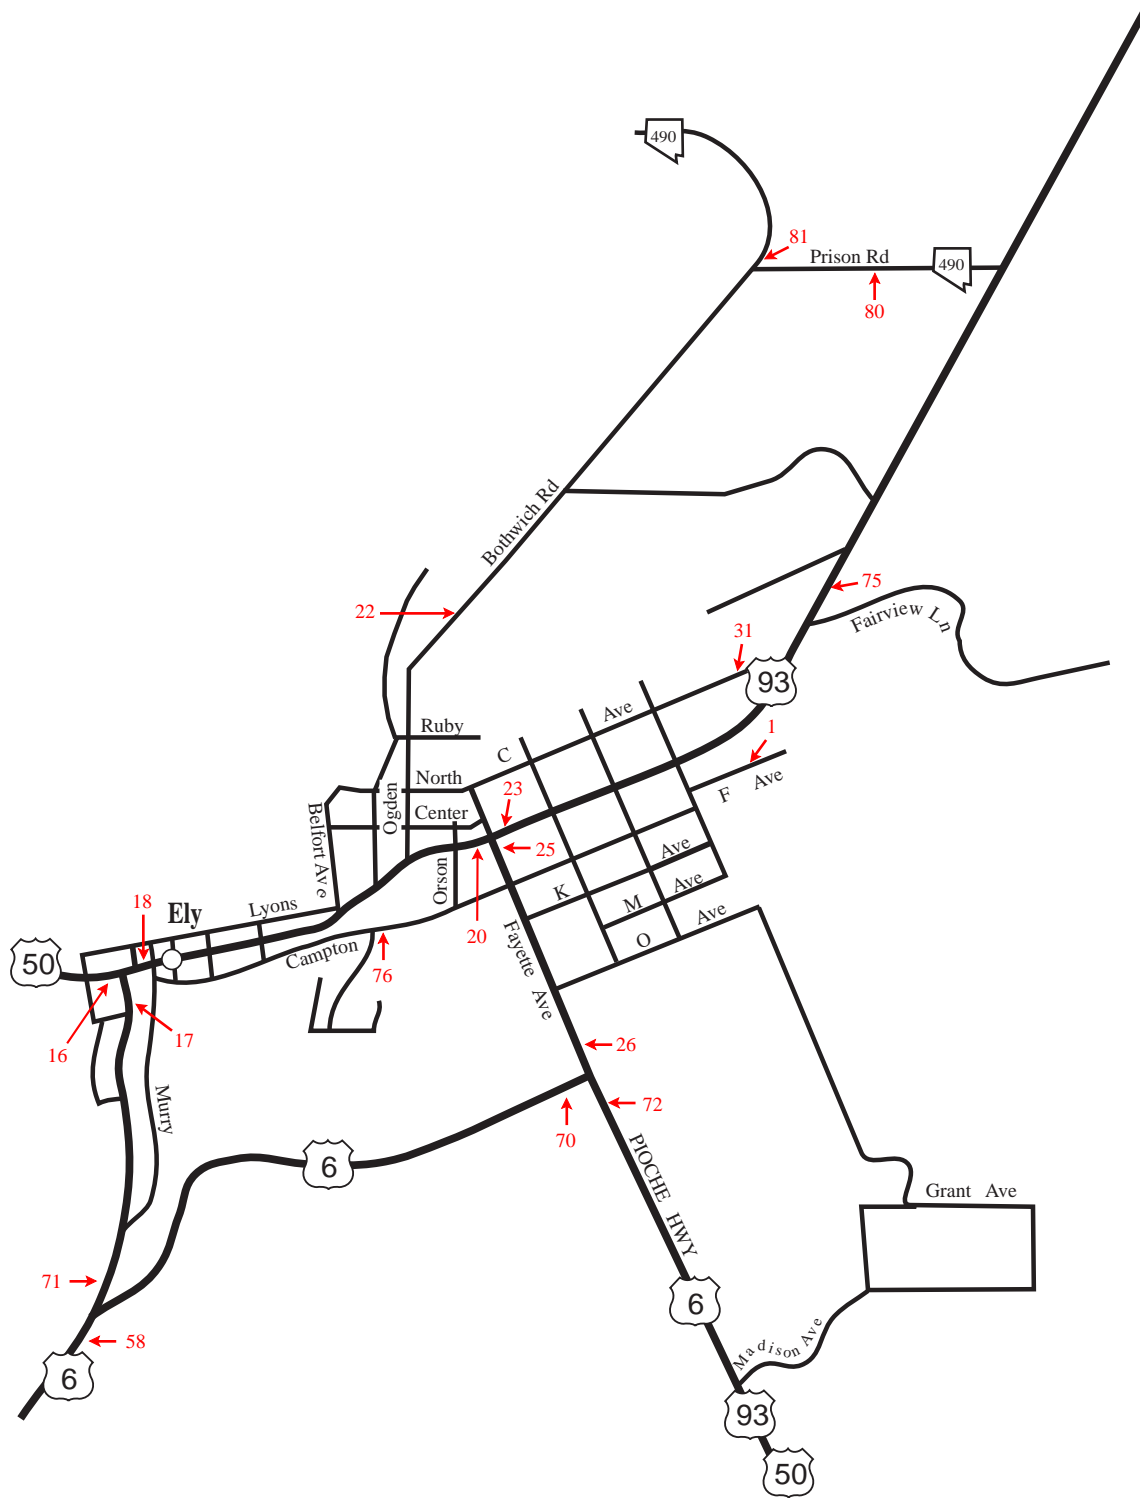 490
81
Prison Rd
490
80
Bothwich Rd
75
22
Fairview Ln
31
93
Ave
Ruby
1
C
North
F Ave
23
Ogden
Center
Belfort Ave
25
Ave
Orson
K
Ave
18
Ely
Lyons
M
Ave
20
O
Fayette Ave
50
Campton
76
16
17
26
Murry
72
70
PIOCHE HWY
6
Grant Ave
71
6
58
Madison Ave
6
93
50